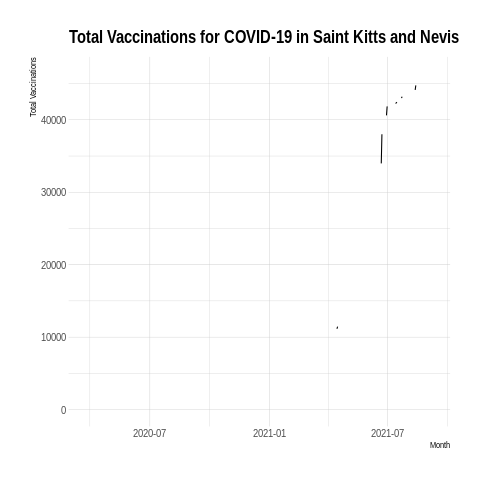 Total Vaccinations for COVID-19 in Saint Kitts and Nevis
Total Vaccinations
40000
30000
20000
10000
0
2020-07
2021-01
2021-07
Month